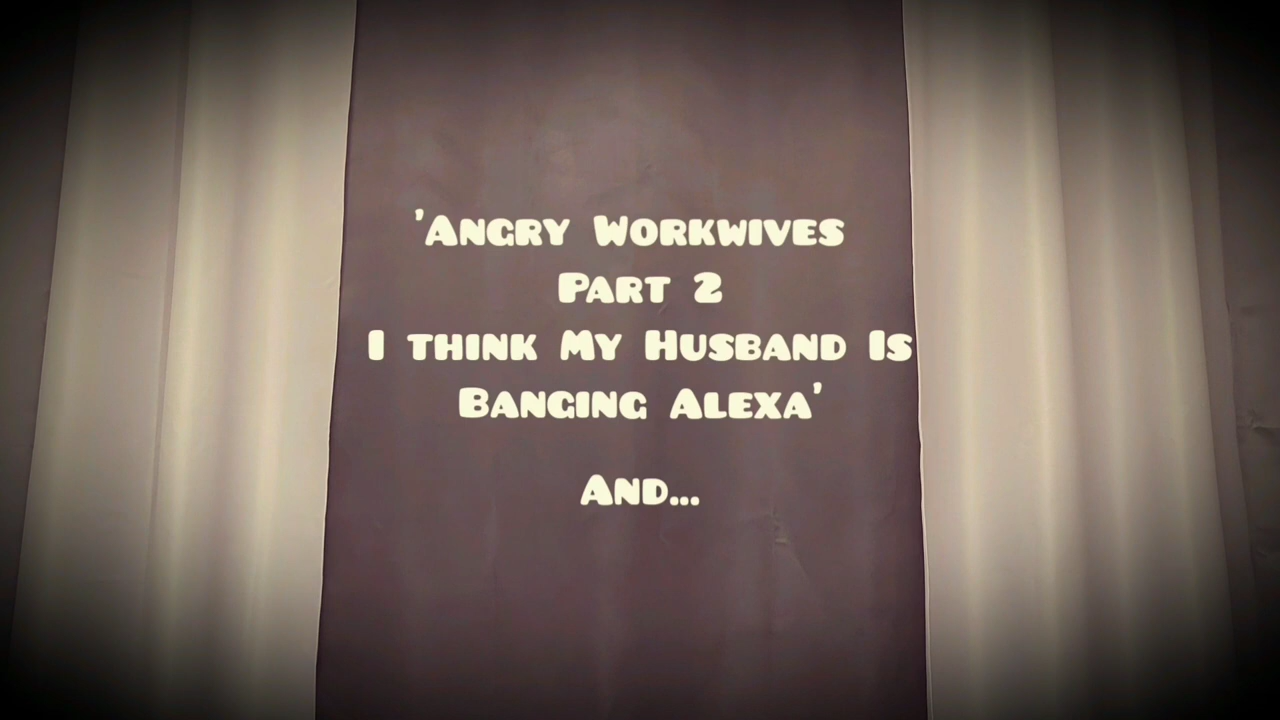 'Angry Workwives
Part 2
I think My Husband Is
Banging Alexa'
And...